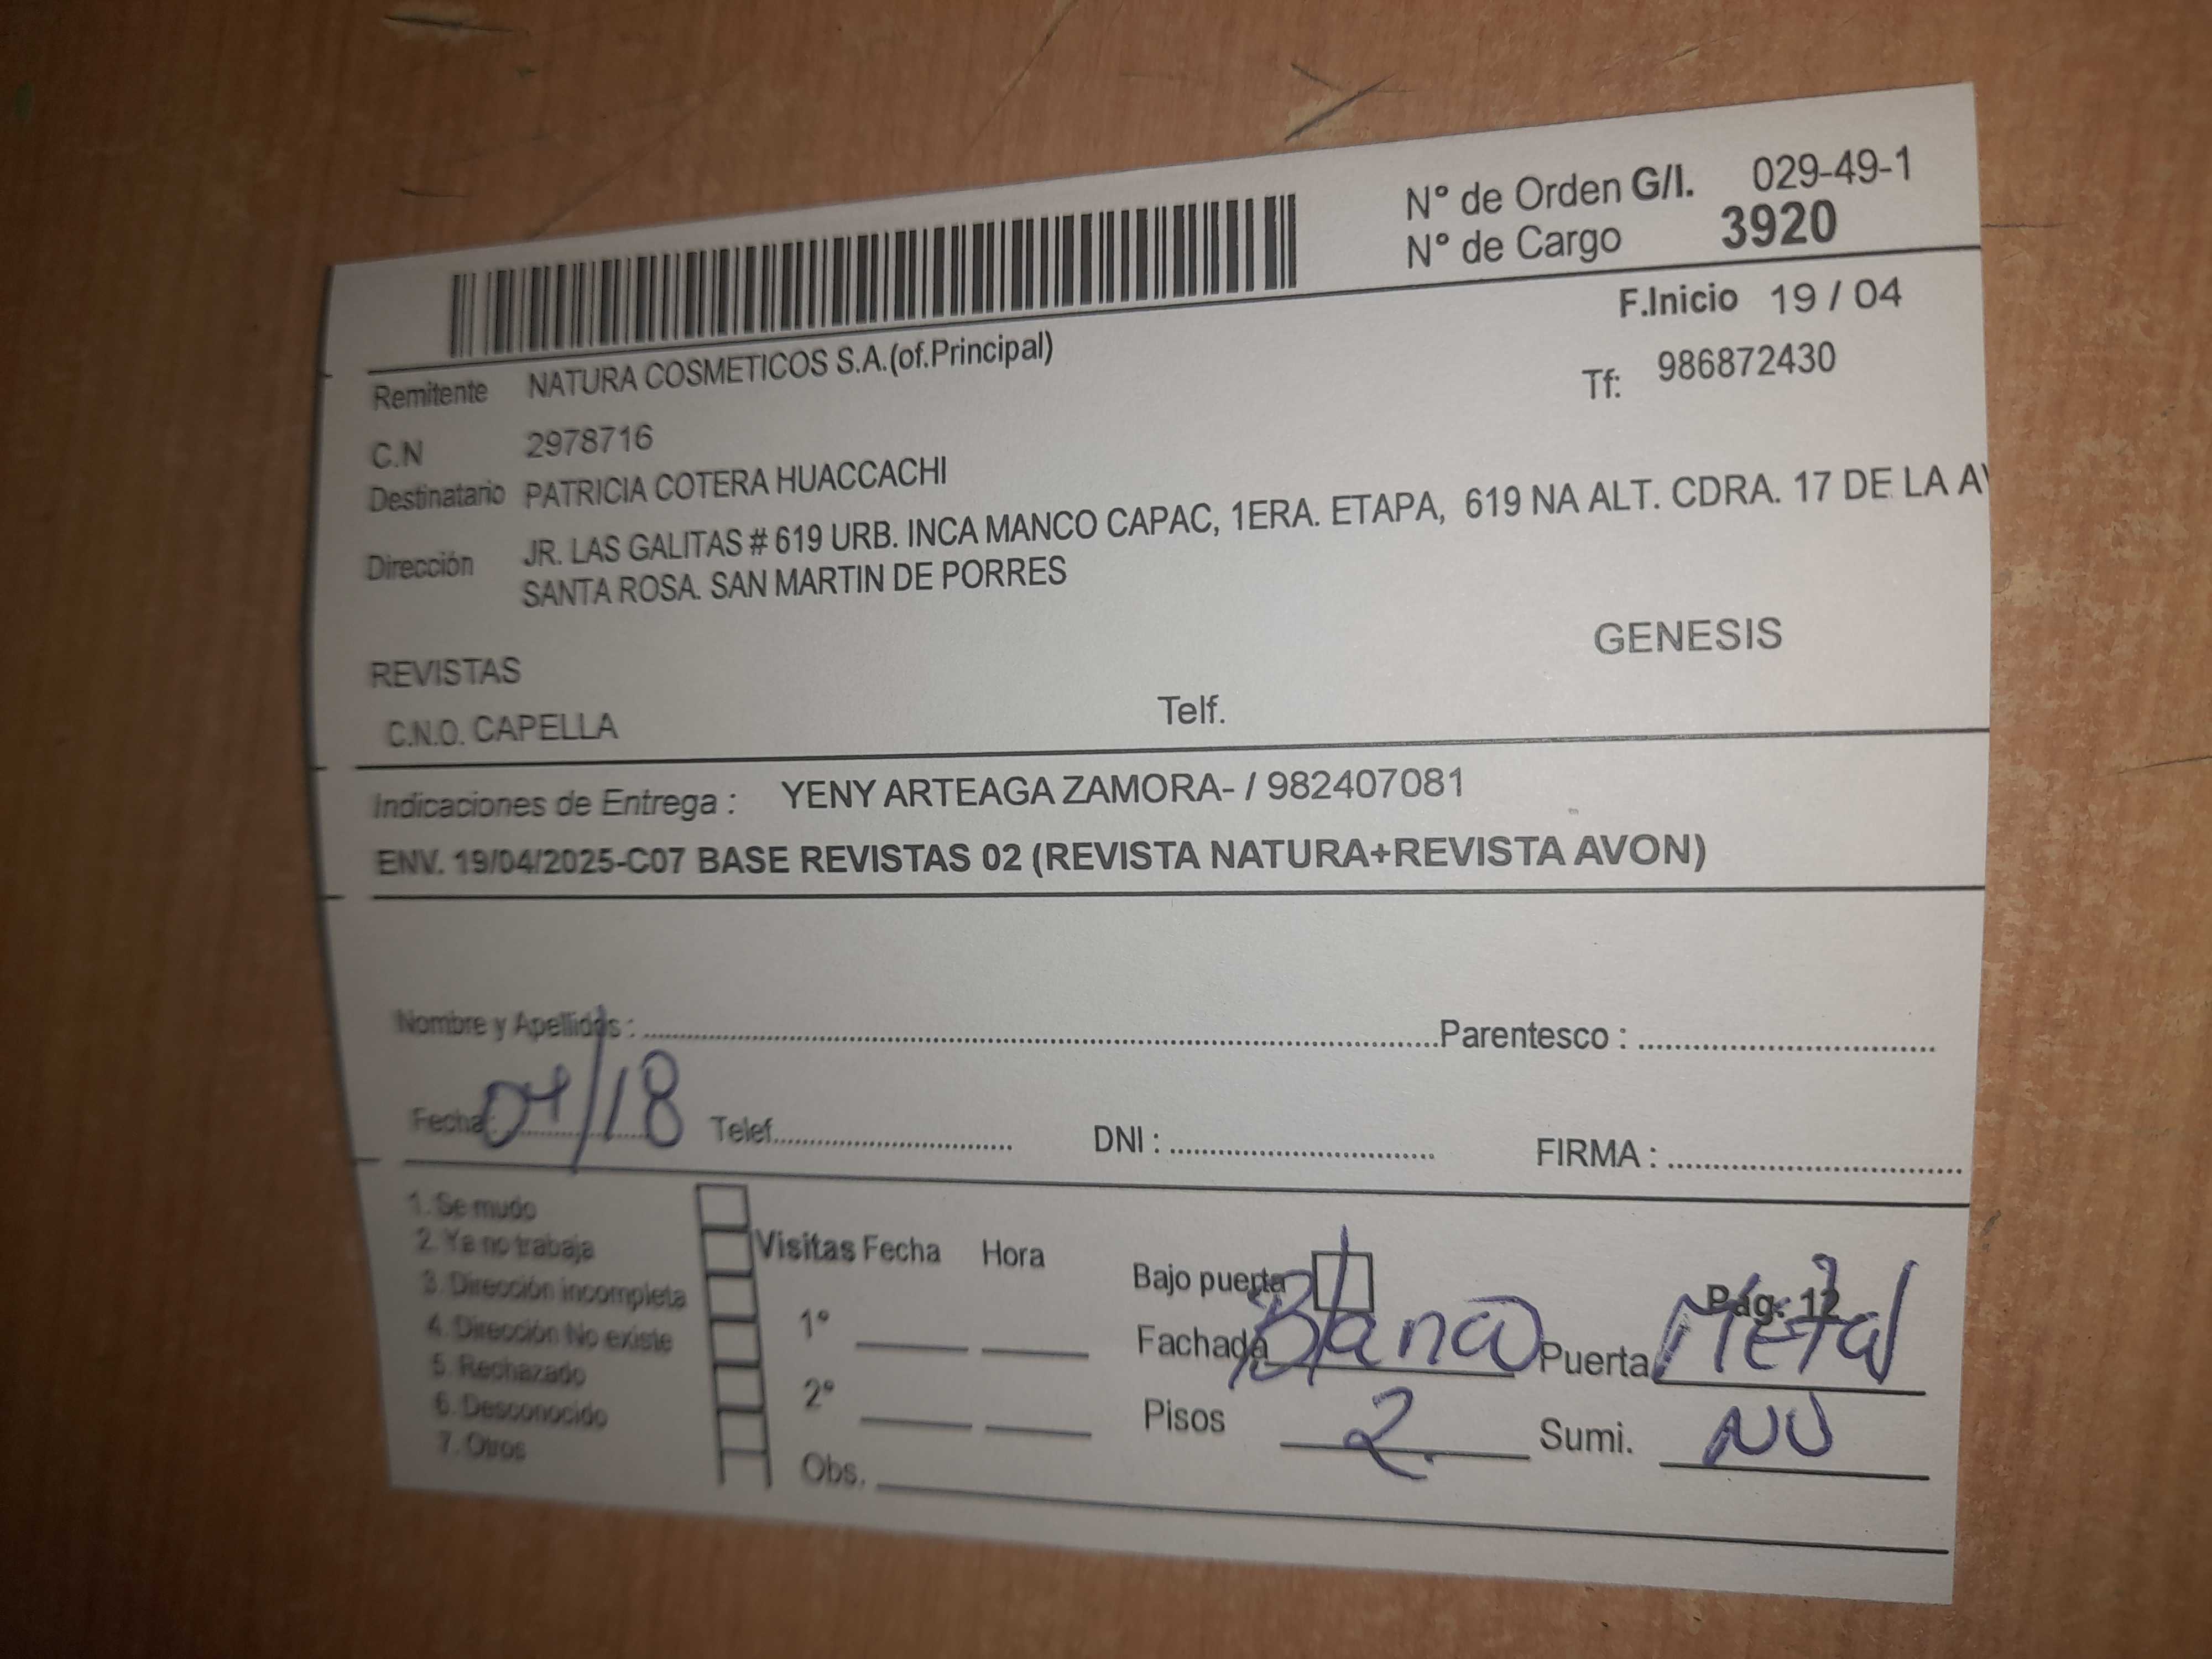 N° de Orden G/I. 029-49-1
N° de Cargo 3920
F.Inicio 19 / 04
Remitente NATURA COSMETICOS S.A.(of.Principal)
Tf: 986872430
C.N 2978716
Destinatario PATRICIA COTERA HUACCACHI
Dirección JR. LAS GALITAS # 619 URB. INCA MANCO CAPAC, 1ERA. ETAPA, 619 NA ALT. CDRA. 17 DE LA AV
SANTA ROSA. SAN MARTIN DE PORRES
GENESIS
REVISTAS
C.N.O. CAPELLA Telf.
Indicaciones de Entrega : YENY ARTEAGA ZAMORA- / 982407081
ENV. 19/04/2025-C07 BASE REVISTAS 02 (REVISTA NATURA+REVISTA AVON)
Nombre y Apellidos : Parentesco :
Fecha: 04/18 Telef. DNI : FIRMA :
1. Se mudo
2. Ya no trabaja
3. Dirección incompleta
4. Dirección No existe
5. Rechazado
6. Desconocido
7. Otros
Visitas Fecha Hora
1°
2°
Obs.
Bajo puerta Pág. 12
Fachada Blanca Puerta Metal
Pisos 2. Sumi. NO